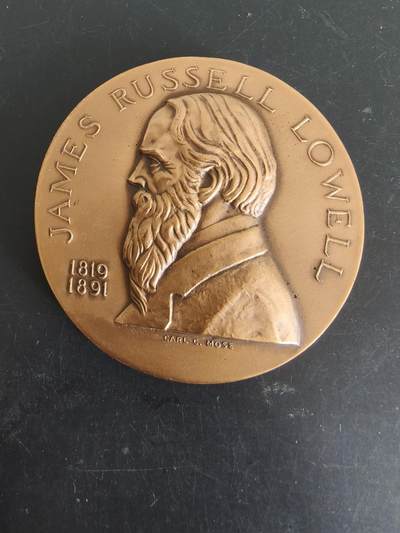 JAMES RUSSELL LOWELL
1819
1891
CARL C. MOSE